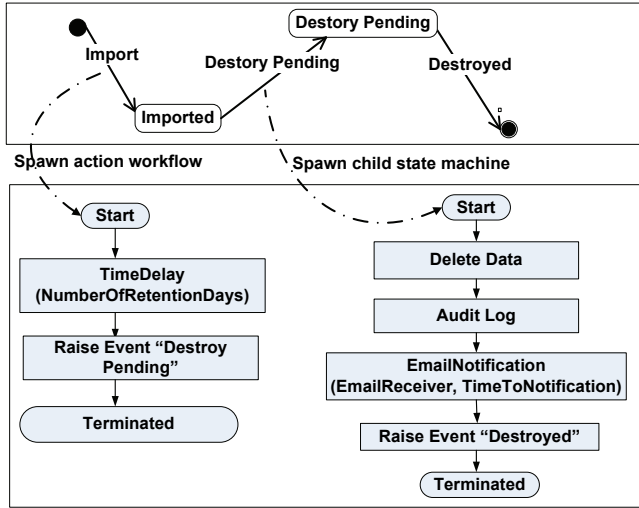 Destory Pending
Import
Destory Pending
Destroyed
Imported
Spawn action workflow
Spawn child state machine
Start
TimeDelay
(NumberOfRetentionDays)
Raise Event “Destroy
Pending”
Terminated
Start
Delete Data
Audit Log
EmailNotification
(EmailReceiver, TimeToNotification)
Raise Event “Destroyed”
Terminated